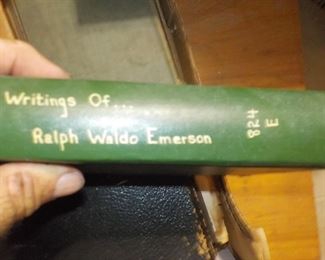 Writings Of...
Ralph Waldo Emerson
824
E